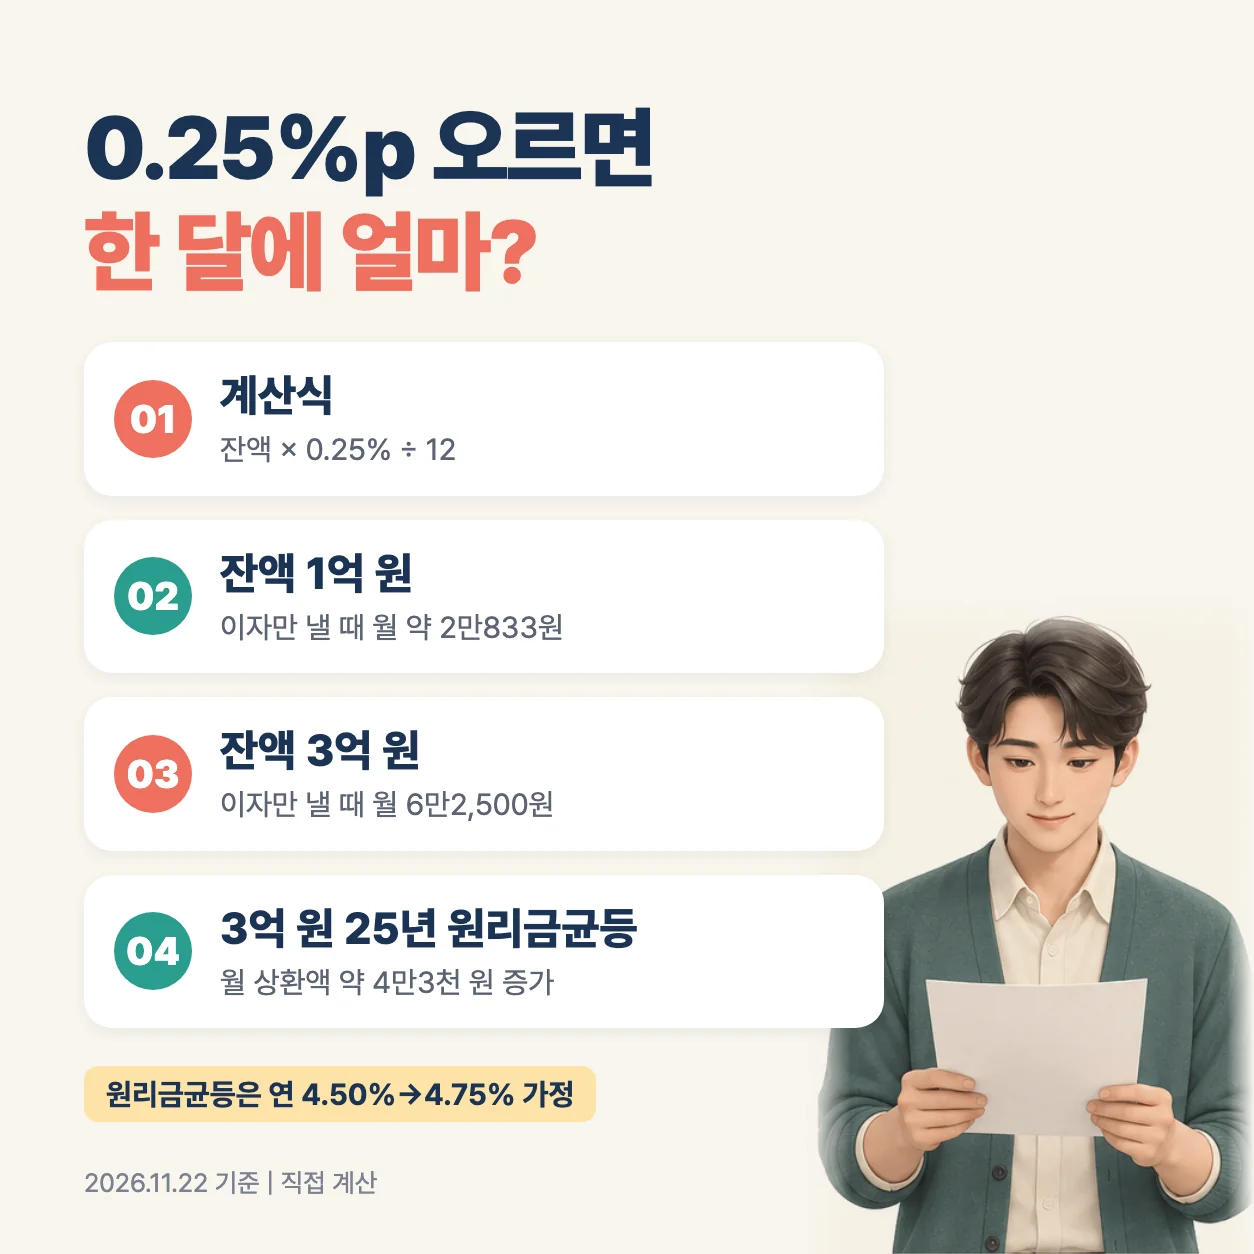 0.25%p 오르면
한 달에 얼마?
01
계산식
잔액 × 0.25% ÷ 12
02
잔액 1억 원
이자만 낼 때 월 약 2만833원
03
잔액 3억 원
이자만 낼 때 월 6만2,500원
04
3억 원 25년 원리금균등
월 상환액 약 4만3천 원 증가
원리금균등은 연 4.50%→4.75% 가정
2026.11.22 기준 | 직접 계산